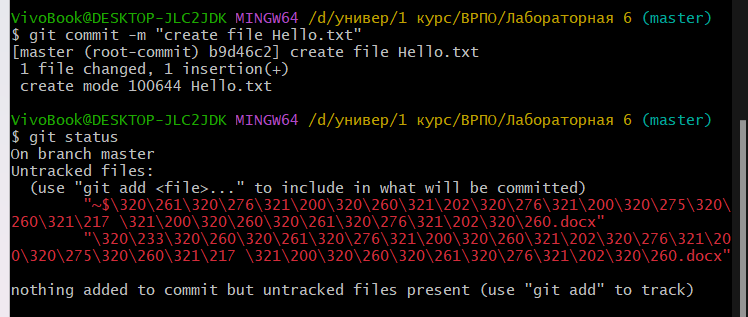 VivoBook@DESKTOP-JLC2JDK MINGW64 /d/универ/1 курс/ВРПО/Лабораторная 6 (master)
$ git commit -m "create file Hello.txt"
[master (root-commit) b9d46c2] create file Hello.txt
 1 file changed, 1 insertion(+)
 create mode 100644 Hello.txt

VivoBook@DESKTOP-JLC2JDK MINGW64 /d/универ/1 курс/ВРПО/Лабораторная 6 (master)
$ git status
On branch master
Untracked files:
  (use "git add <file>..." to include in what will be committed)
        "~$\320\261\320\276\321\200\320\260\321\202\320\276\321\200\320\275\320\
260\321\217 \321\200\320\260\320\261\320\276\321\202\320\260.docx"
        "\320\233\320\260\320\261\320\276\321\200\320\260\321\202\320\276\321\20
0\320\275\320\260\321\217 \321\200\320\260\320\261\320\276\321\202\320\260.docx"

nothing added to commit but untracked files present (use "git add" to track)